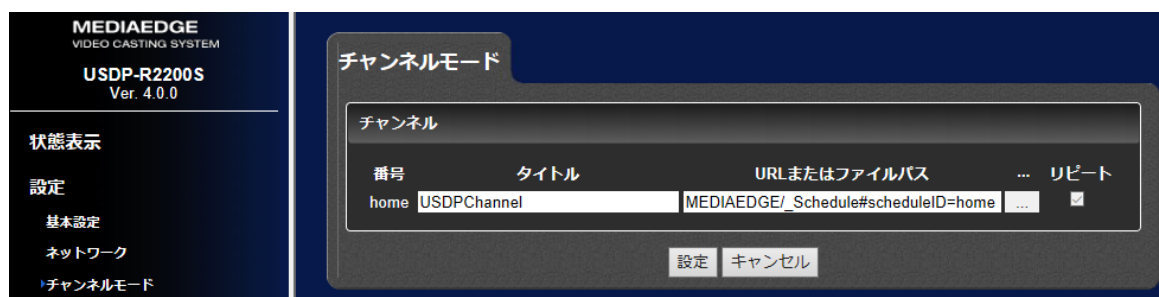 MEDIAEDGE
VIDEO CASTING SYSTEM
USDP-R2200S
Ver. 4.0.0
状態表示
設定
基本設定
ネットワーク
チャンネルモード
チャンネルモード
チャンネル
番号 タイトル URLまたはファイルパス ... リピート
home USDPChannel MEDIAEDGE/_Schedule#scheduleID=home ...
設定 キャンセル